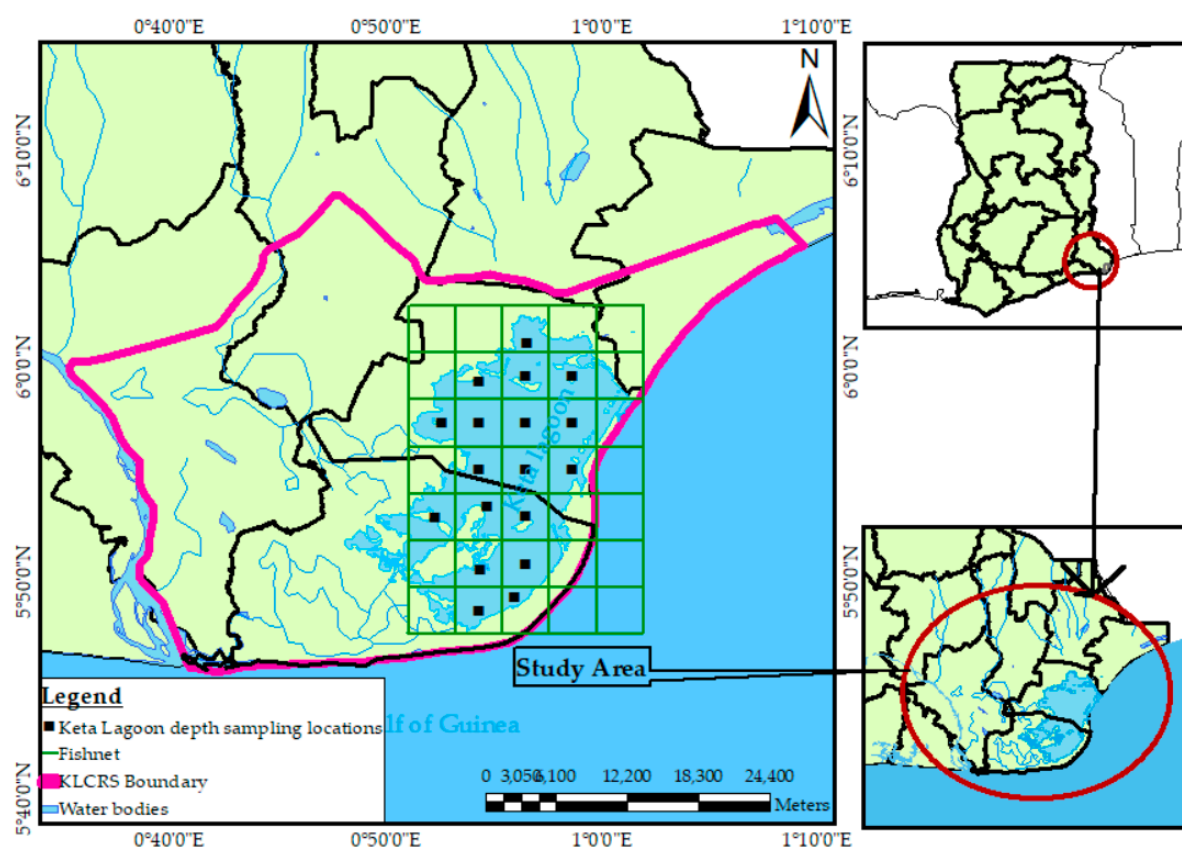 0°40'0"E
0°50'0"E
1°0'0"E
1°10'0"E
N
6°10'0"N
6°10'0"N
6°0'0"N
6°0'0"N
Keta lagoon
5°50'0"N
5°50'0"N
Study Area
Legend
Keta Lagoon depth sampling locations
lf of Guinea
Fishnet
KLCRS Boundary
Water bodies
0 3,050 6,100 12,200 18,300 24,400
Meters
5°40'0"N
5°40'0"N
0°40'0"E
0°50'0"E
1°0'0"E
1°10'0"E